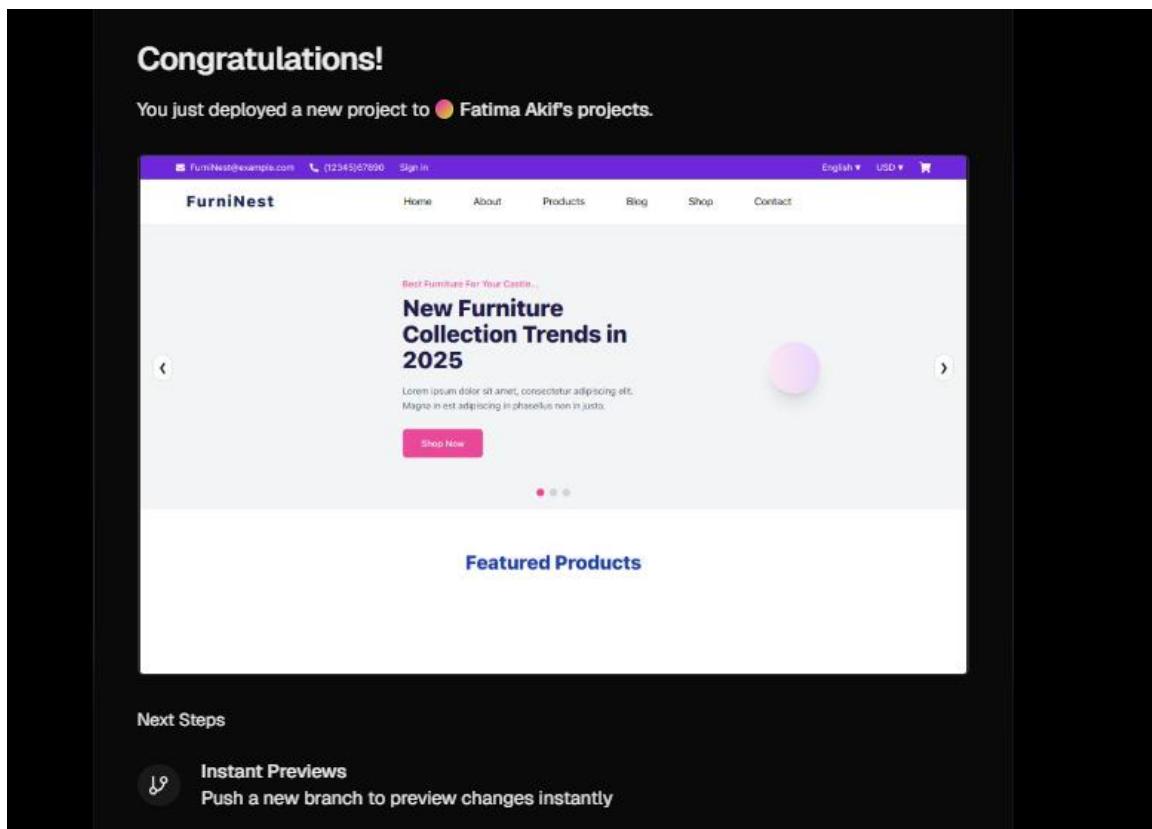 Congratulations!
You just deployed a new project to Fatima Akif's projects.
FurniNest@example.com (12345)67890 Sign in English ▾ USD ▾
FurniNest Home About Products Blog Shop Contact
Best Furniture For Your Castle...
New Furniture
Collection Trends in
2025
Lorem ipsum dolor sit amet, consectetur adipiscing elit.
Magna in est adipiscing in phasellus non in justo.
Shop Now
Featured Products
Next Steps
Instant Previews
Push a new branch to preview changes instantly